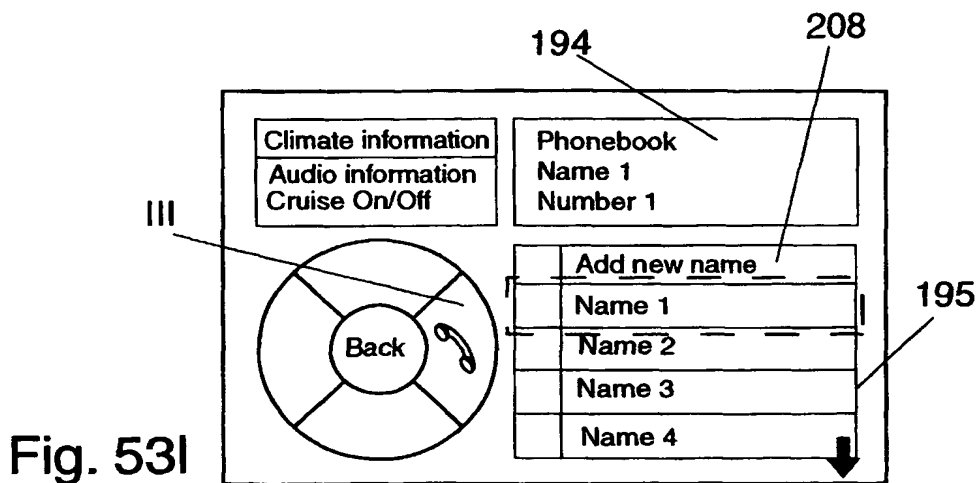 208
194
Climate information
Audio information
Cruise On/Off
Phonebook
Name 1
Number 1
III
Add new name
Name 1
195
Back
Name 2
Name 3
Name 4
Fig. 53I